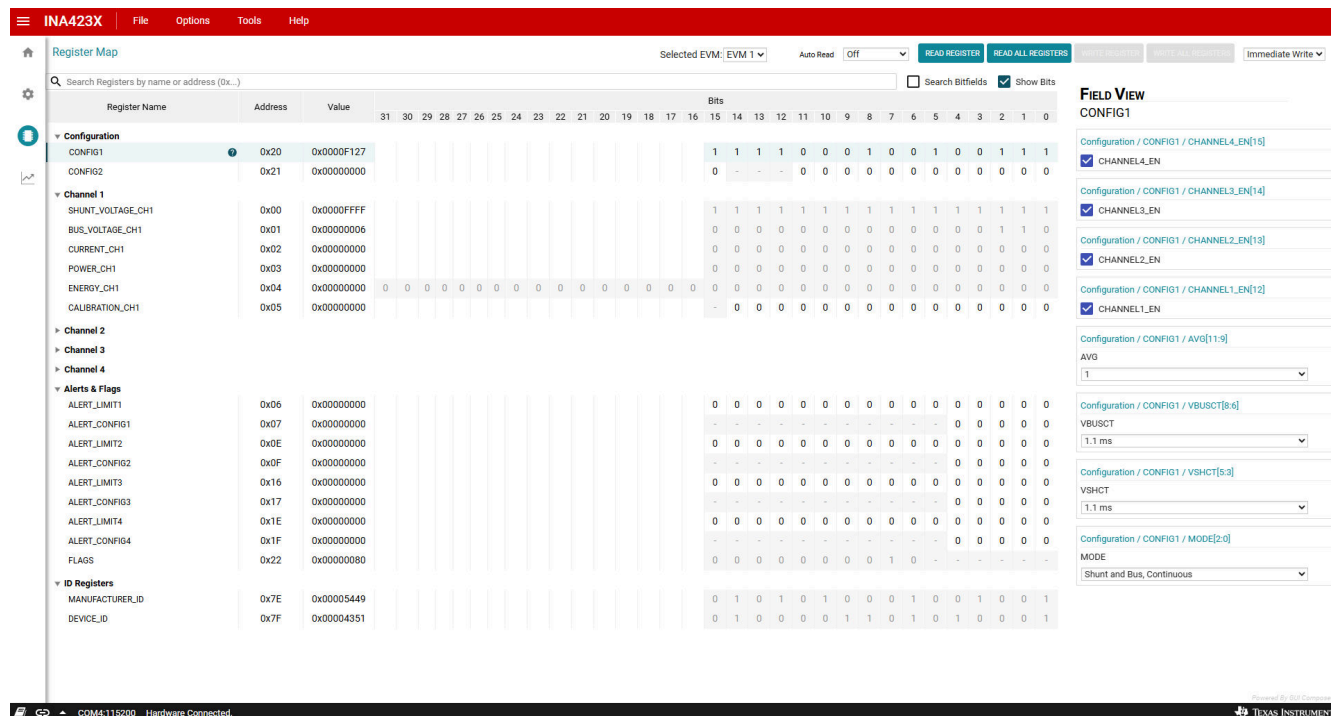 INA423X File Options Tools Help
Register Map Selected EVM: EVM 1 Auto Read Off READ REGISTER READ ALL REGISTERS WRITE REGISTER WRITE ALL REGISTERS Immediate Write
Search Registers by name or address (0x...) Search Bitfields Show Bits
Register Name Address Value Bits
31 30 29 28 27 26 25 24 23 22 21 20 19 18 17 16 15 14 13 12 11 10 9 8 7 6 5 4 3 2 1 0
Configuration
CONFIG1 ? 0x20 0x0000F127 1 1 1 1 0 0 0 1 0 0 1 0 0 1 1 1
CONFIG2 0x21 0x00000000 0 - - - 0 0 0 0 0 0 0 0 0 0 0 0
Channel 1
SHUNT_VOLTAGE_CH1 0x00 0x0000FFFF 1 1 1 1 1 1 1 1 1 1 1 1 1 1 1 1
BUS_VOLTAGE_CH1 0x01 0x00000006 0 0 0 0 0 0 0 0 0 0 0 0 0 1 1 0
CURRENT_CH1 0x02 0x00000000 0 0 0 0 0 0 0 0 0 0 0 0 0 0 0 0
POWER_CH1 0x03 0x00000000 0 0 0 0 0 0 0 0 0 0 0 0 0 0 0 0
ENERGY_CH1 0x04 0x00000000 0 0 0 0 0 0 0 0 0 0 0 0 0 0 0 0 0 0 0 0 0 0 0 0 0 0 0 0 0 0 0 0
CALIBRATION_CH1 0x05 0x00000000 - 0 0 0 0 0 0 0 0 0 0 0 0 0 0 0
Channel 2
Channel 3
Channel 4
Alerts & Flags
ALERT_LIMIT1 0x06 0x00000000 0 0 0 0 0 0 0 0 0 0 0 0 0 0 0 0
ALERT_CONFIG1 0x07 0x00000000 - - - - - - - - - - - 0 0 0 0 0
ALERT_LIMIT2 0x0E 0x00000000 0 0 0 0 0 0 0 0 0 0 0 0 0 0 0 0
ALERT_CONFIG2 0x0F 0x00000000 - - - - - - - - - - - 0 0 0 0 0
ALERT_LIMIT3 0x16 0x00000000 0 0 0 0 0 0 0 0 0 0 0 0 0 0 0 0
ALERT_CONFIG3 0x17 0x00000000 - - - - - - - - - - - 0 0 0 0 0
ALERT_LIMIT4 0x1E 0x00000000 0 0 0 0 0 0 0 0 0 0 0 0 0 0 0 0
ALERT_CONFIG4 0x1F 0x00000000 - - - - - - - - - - - 0 0 0 0 0
FLAGS 0x22 0x00000080 0 0 0 0 0 0 0 0 1 0 - - - - - -
ID Registers
MANUFACTURER_ID 0x7E 0x00005449 0 1 0 1 0 1 0 0 0 1 0 0 1 0 0 1
DEVICE_ID 0x7F 0x00004351 0 1 0 0 0 0 1 1 0 1 0 1 0 0 0 1
FIELD VIEW
CONFIG1
Configuration / CONFIG1 / CHANNEL4_EN[15]
CHANNEL4_EN
Configuration / CONFIG1 / CHANNEL3_EN[14]
CHANNEL3_EN
Configuration / CONFIG1 / CHANNEL2_EN[13]
CHANNEL2_EN
Configuration / CONFIG1 / CHANNEL1_EN[12]
CHANNEL1_EN
Configuration / CONFIG1 / AVG[11:9]
AVG
1
Configuration / CONFIG1 / VBUSCT[8:6]
VBUSCT
1.1 ms
Configuration / CONFIG1 / VSHCT[5:3]
VSHCT
1.1 ms
Configuration / CONFIG1 / MODE[2:0]
MODE
Shunt and Bus, Continuous
Powered By GUI Compose
COM4:115200 Hardware Connected. TEXAS INSTRUMENT